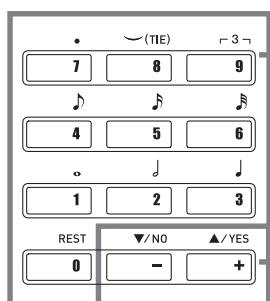 • ‿(TIE) ┌3┐
7 8 9
♪ 𝅘𝅥𝅯 𝅘𝅥𝅰
4 5 6
𝅝 𝅗𝅥 ♩
1 2 3
REST ▼/NO ▲/YES
0 − +